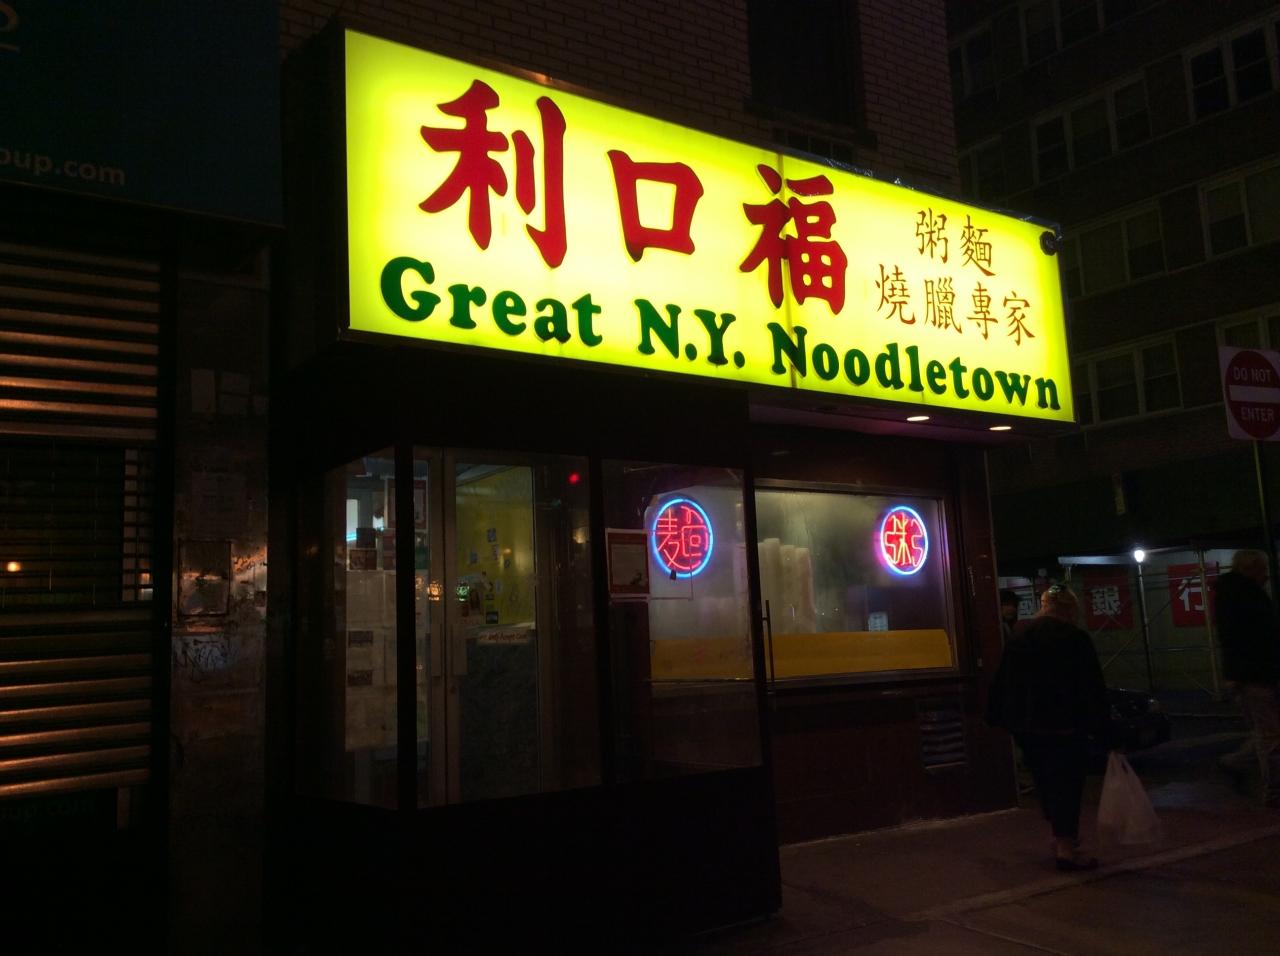 oup.com
利口福
粥麵
燒臘專家
Great N.Y. Noodletown
麵
粥
DO NOT
ENTER
銀
行